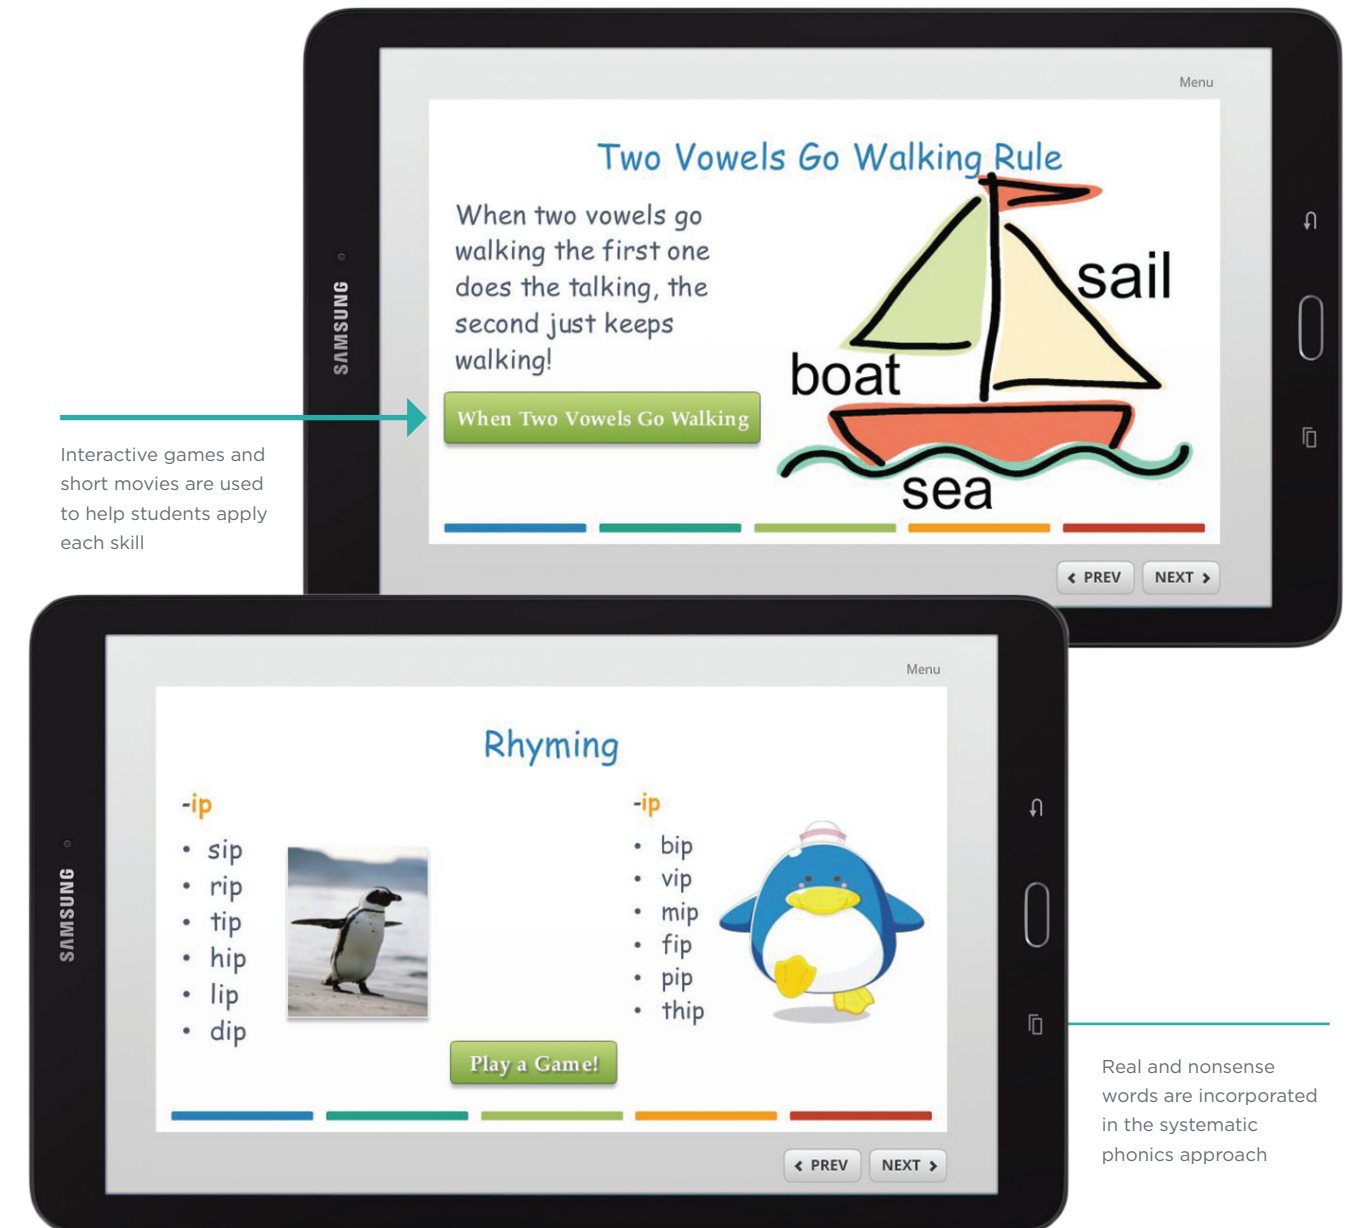 Menu
Two Vowels Go Walking Rule
When two vowels go
walking the first one
does the talking, the
second just keeps
walking!
When Two Vowels Go Walking
sail
boat
sea
PREV
NEXT
SAMSUNG
Interactive games and
short movies are used
to help students apply
each skill
Menu
Rhyming
-ip
• sip
• rip
• tip
• hip
• lip
• dip
-ip
• bip
• vip
• mip
• fip
• pip
• thip
Play a Game!
PREV
NEXT
SAMSUNG
Real and nonsense
words are incorporated
in the systematic
phonics approach